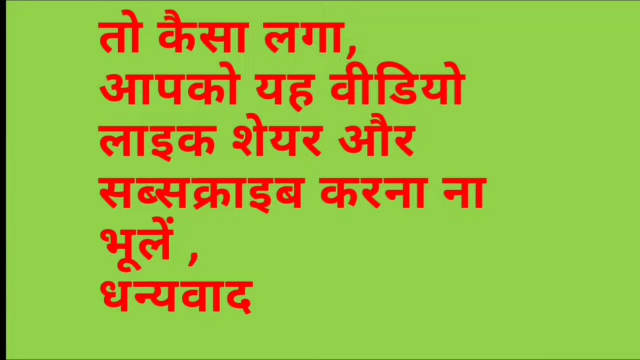 तो कैसा लगा,
आपको यह वीडियो
लाइक शेयर और
सब्सक्राइब करना ना
भूलें ,
धन्यवाद